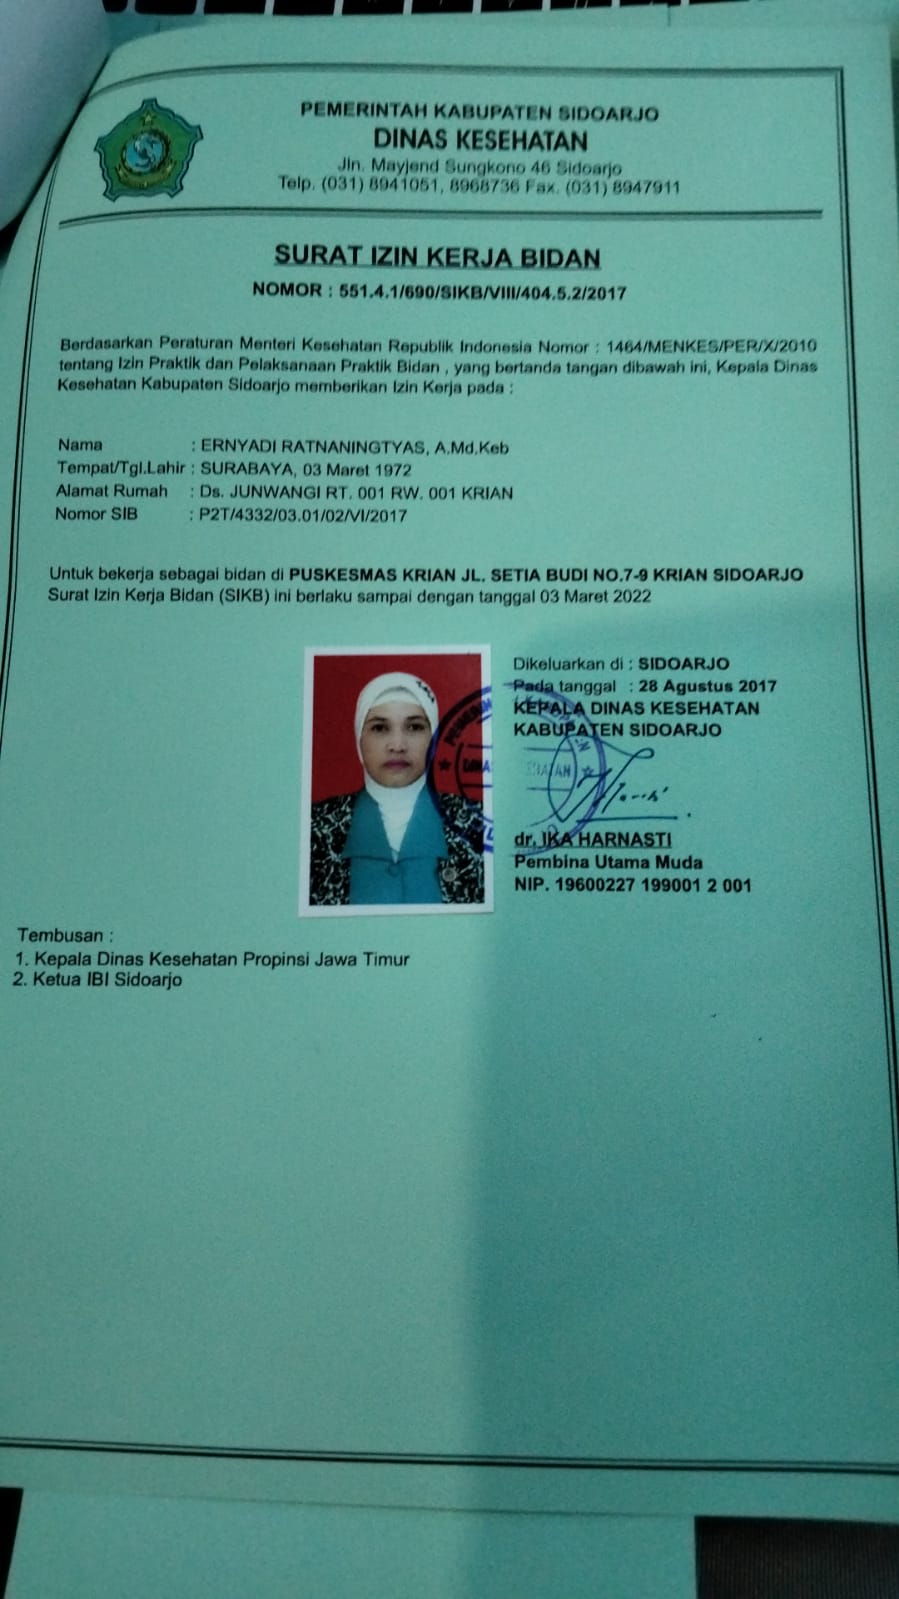 PEMERINTAH KABUPATEN SIDOARJO
DINAS KESEHATAN
Jln. Mayjend Sungkono 46 Sidoarjo
Telp. (031) 8941051, 8968736 Fax. (031) 8947911
SURAT IZIN KERJA BIDAN
NOMOR : 551.4.1/690/SIKB/VIII/404.5.2/2017
Berdasarkan Peraturan Menteri Kesehatan Republik Indonesia Nomor : 1464/MENKES/PER/X/2010
tentang Izin Praktik dan Pelaksanaan Praktik Bidan , yang bertanda tangan dibawah ini, Kepala Dinas
Kesehatan Kabupaten Sidoarjo memberikan Izin Kerja pada :
Nama : ERNYADI RATNANINGTYAS, A.Md.Keb
Tempat/Tgl.Lahir : SURABAYA, 03 Maret 1972
Alamat Rumah : Ds. JUNWANGI RT. 001 RW. 001 KRIAN
Nomor SIB : P2T/4332/03.01/02/VI/2017
Untuk bekerja sebagai bidan di PUSKESMAS KRIAN JL. SETIA BUDI NO.7-9 KRIAN SIDOARJO
Surat Izin Kerja Bidan (SIKB) ini berlaku sampai dengan tanggal 03 Maret 2022
Dikeluarkan di : SIDOARJO
Pada tanggal : 28 Agustus 2017
KEPALA DINAS KESEHATAN
KABUPATEN SIDOARJO
dr. IKA HARNASTI
Pembina Utama Muda
NIP. 19600227 199001 2 001
Tembusan :
1. Kepala Dinas Kesehatan Propinsi Jawa Timur
2. Ketua IBI Sidoarjo